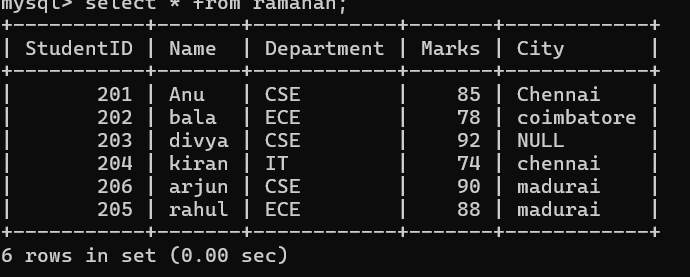 mysql> select * from ramanan;
+-----------+-------+------------+-------+------------+
| StudentID | Name  | Department | Marks | City       |
+-----------+-------+------------+-------+------------+
|       201 | Anu   | CSE        |    85 | Chennai    |
|       202 | bala  | ECE        |    78 | coimbatore |
|       203 | divya | CSE        |    92 | NULL       |
|       204 | kiran | IT         |    74 | chennai    |
|       206 | arjun | CSE        |    90 | madurai    |
|       205 | rahul | ECE        |    88 | madurai    |
+-----------+-------+------------+-------+------------+
6 rows in set (0.00 sec)